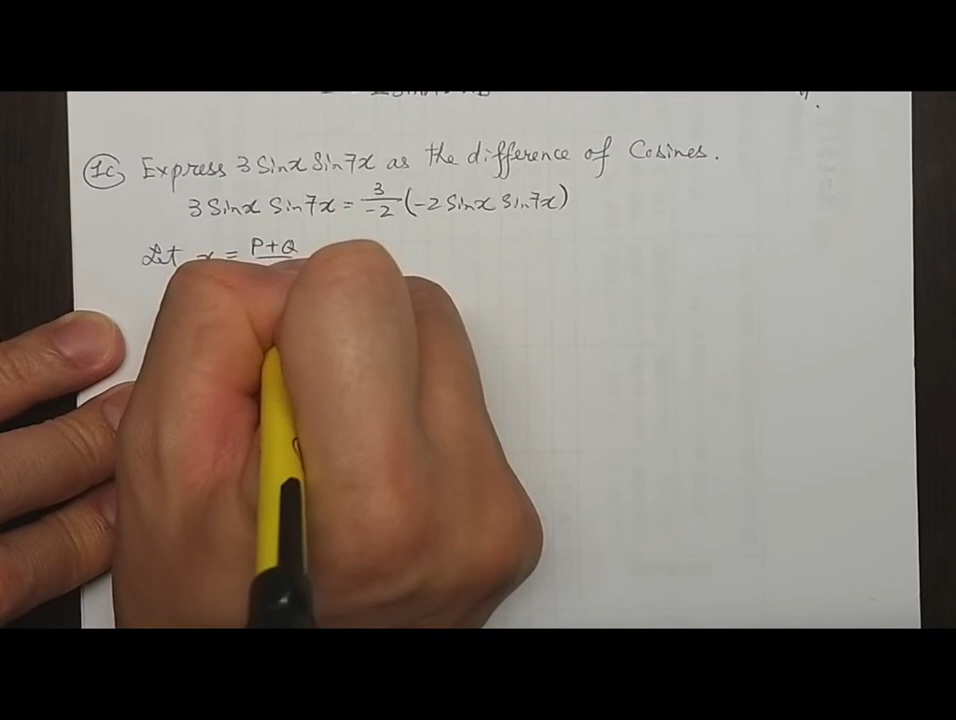 1c, Express 3 Sinx Sin7x as the difference of Cosines.
3 Sinx Sin7x = 3/-2 (-2 Sinx Sin7x)
Let x = P+Q